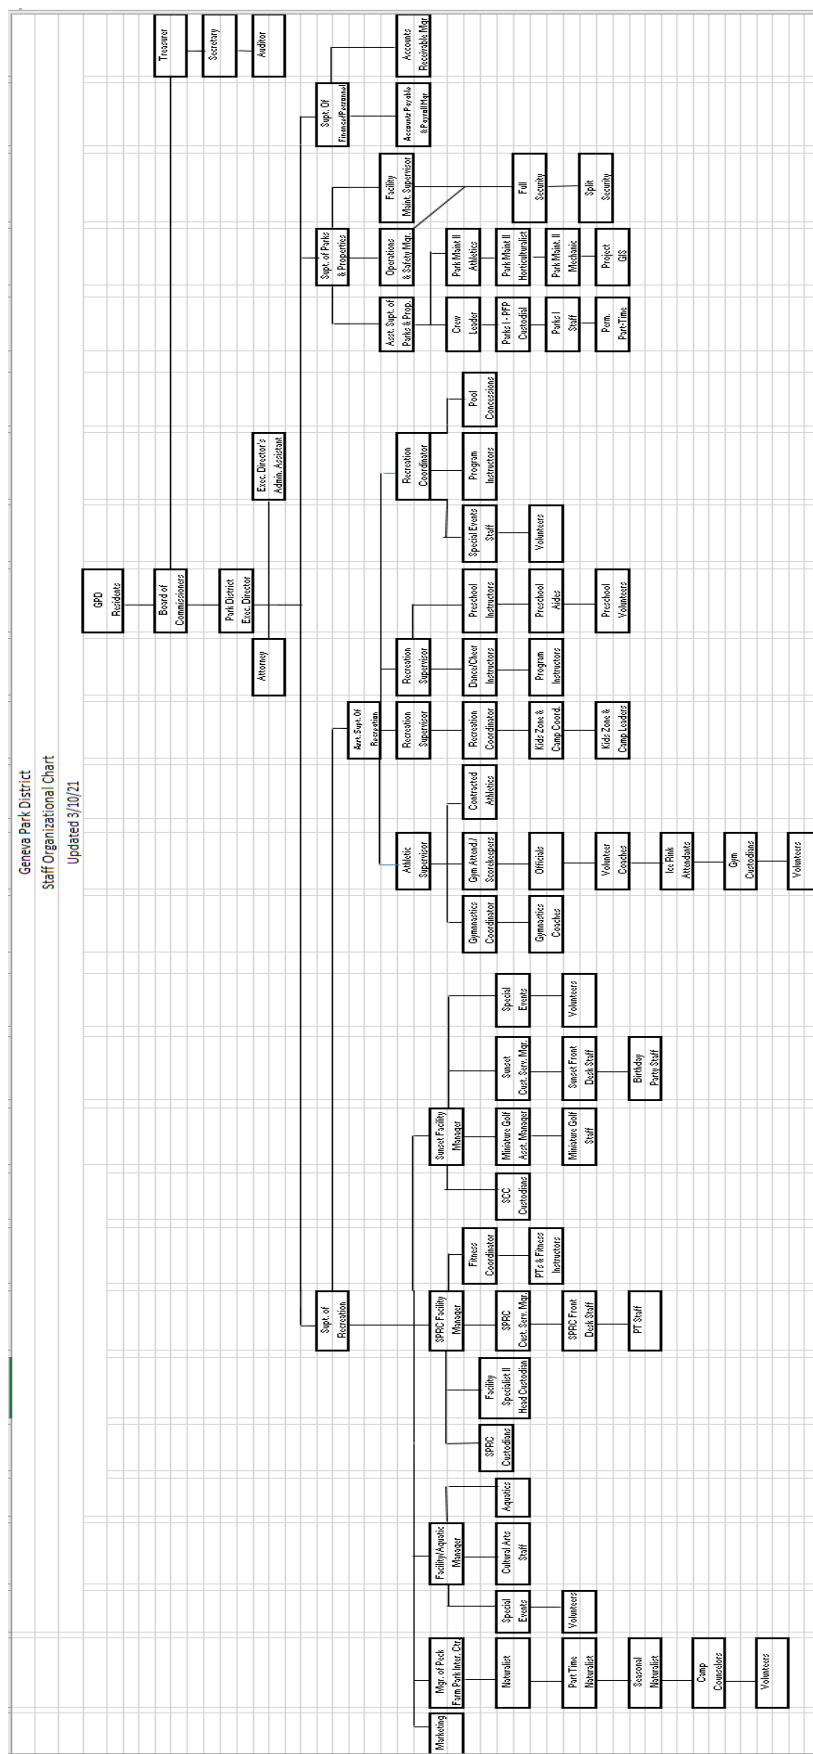 Geneva Park District
Staff Organizational Chart
Updated 3/10/21
GPD
Residents
Board of
Commissioners
Treasurer
Secretary
Auditor
Park District
Exec. Director
Attorney
Exec. Director's
Admin. Assistant
Supt. of
Recreation
Supt. of Parks
& Properties
Supt. Of
Finance/Personnel
Asst. Supt. Of
Recreation
Asst. Supt. of
Parks & Prop.
Operations
& Safety Mgr.
Facility
Maint. Supervisor
Accounts Payable
& Payroll Mgr
Accounts
Receivable Mgr
Marketing
Mgr. of Peck
Farm Park Inter. Ctr.
Facility/Aquatic
Manager
SPRC Facility
Manager
Sunset Facility
Manager
Athletic
Supervisor
Recreation
Supervisor
Recreation
Supervisor
Recreation
Coordinator
Crew
Leader
Park Maint II
Athletics
Parks I - PFP
Custodial
Park Maint II
Horticulturalist
Parks I
Staff
Park Maint. II
Mechanic
Perm.
Part-Time
Project
GIS
Full
Security
Split
Security
Naturalist
Part Time
Naturalist
Seasonal
Naturalist
Camp
Counselors
Volunteers
Special
Events
Volunteers
Cultural Arts
Staff
Aquatics
SPRC
Custodians
Facility
Specialist II
Head Custodian
SPRC
Cust. Serv. Mgr.
SPRC Front
Desk Staff
PT Staff
Fitness
Coordinator
PTs & Fitness
Instructors
SCC
Custodians
Miniature Golf
Asst. Manager
Miniature Golf
Staff
Sunset
Cust. Serv. Mgr.
Sunset Front
Desk Staff
Birthday
Party Staff
Special
Events
Volunteers
Gymnastics
Coordinator
Gymnastics
Coaches
Gym Attend./
Scorekeepers
Officials
Volunteer
Coaches
Ice Rink
Attendants
Gym
Custodians
Volunteers
Contracted
Athletics
Recreation
Coordinator
Kids Zone &
Camp Coord.
Kids Zone &
Camp Leaders
Dance/Cheer
Instructors
Program
Instructors
Preschool
Instructors
Preschool
Aides
Preschool
Volunteers
Special Events
Staff
Volunteers
Program
Instructors
Pool
Concessions